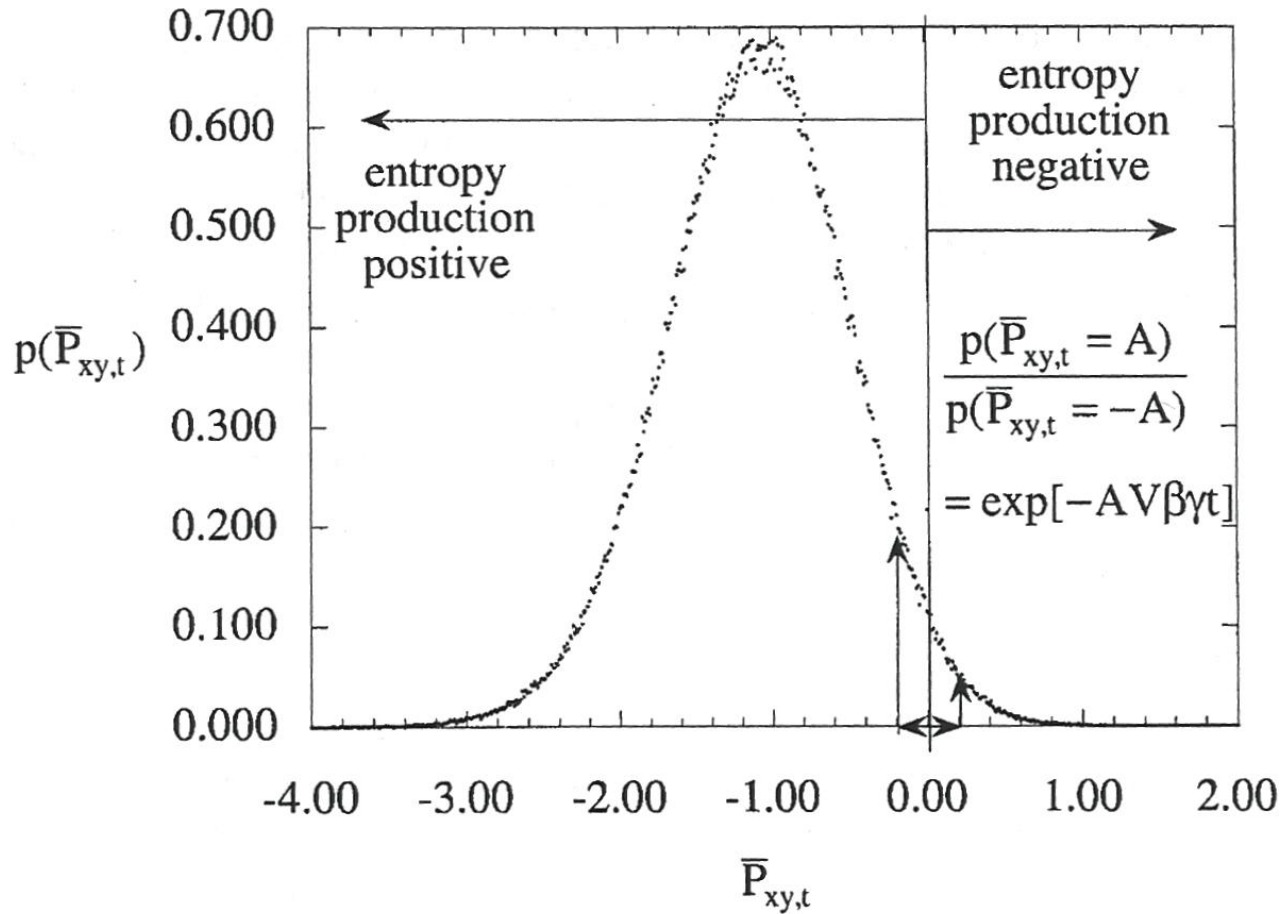 0.700
0.600
0.500
0.400
0.300
0.200
0.100
0.000
p(P̅xy,t)
entropy
production
positive
entropy
production
negative
p(P̅xy,t = A)
p(P̅xy,t = −A)
= exp[−AVβγt]
-4.00 -3.00 -2.00 -1.00 0.00 1.00 2.00
P̅xy,t